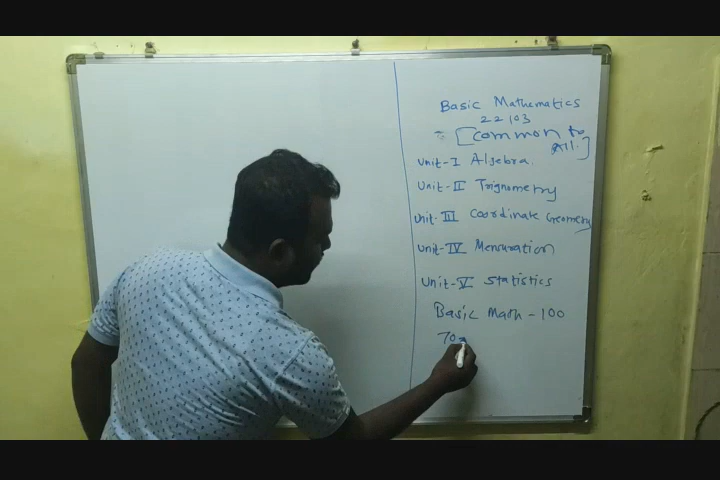 Basic Mathematics
22103
[Common to All.]
Unit-I Algebra.
Unit-II Trignometry
Unit-III Coordinate Geometry
Unit-IV Mensuration
Unit-V Statistics
Basic Math - 100
70